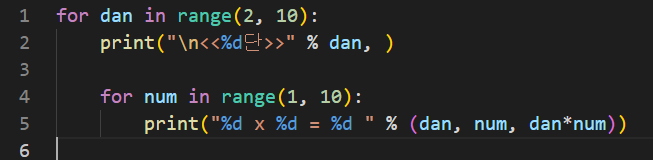 1 for dan in range(2, 10):
2     print("\n<<%d단>>" % dan, )
3
4     for num in range(1, 10):
5         print("%d x %d = %d " % (dan, num, dan*num))
6